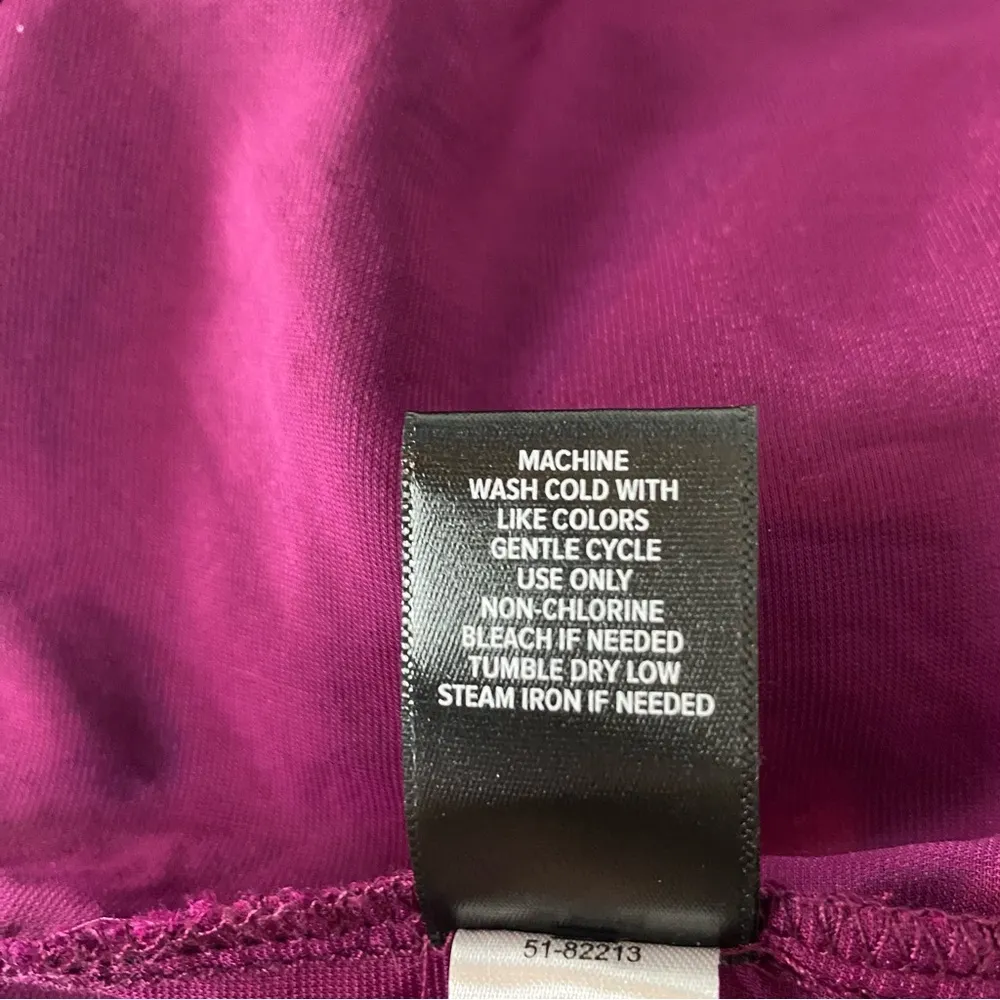 MACHINE
WASH COLD WITH
LIKE COLORS
GENTLE CYCLE
USE ONLY
NON-CHLORINE
BLEACH IF NEEDED
TUMBLE DRY LOW
STEAM IRON IF NEEDED
51-82213